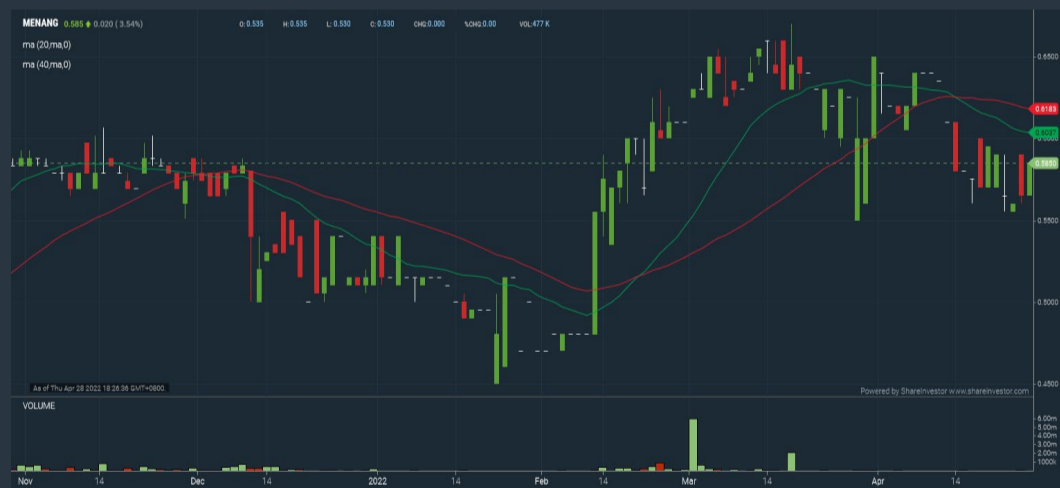 MENANG 0.585 0.020 ( 3.54%) O: 0.535 H: 0.535 L: 0.530 C: 0.530 CHG:0.000 %CHG:0.00 VOL:477 K
ma (20,ma,0)
ma (40,ma,0)
0.6500
0.6183
0.6037
0.6000
0.5850
0.5500
0.5000
0.4500
As of Thu Apr 28 2022 18:26:36 GMT+0800.
Powered by ShareInvestor www.shareinvestor.com
VOLUME
6.00m
5.00m
4.00m
3.00m
2.00m
1000k
Nov 14 Dec 14 2022 14 Feb 14 Mar 14 Apr 14